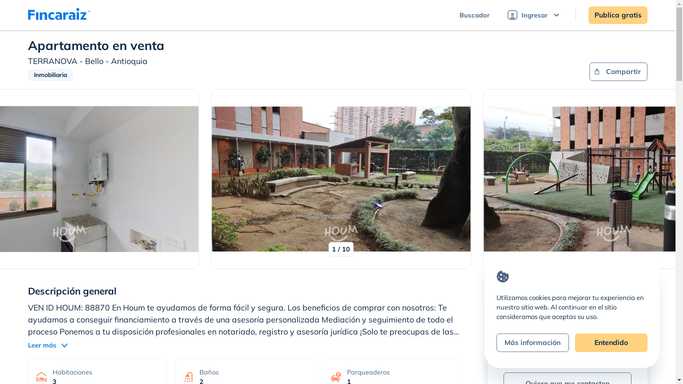 Fincaraiz
Buscador
Ingresar
Publica gratis
Apartamento en venta
TERRANOVA - Bello - Antioquia
Inmobiliaria
Compartir
HOUM
HOUM
HOUM
1 / 10
Descripción general
VEN ID HOUM: 88870 En Houm te ayudamos de forma fácil y segura. Los beneficios de comprar con nosotros: Te
ayudamos a conseguir financiamiento a través de una asesoría personalizada Mediación y seguimiento de todo el
proceso Ponemos a tu disposición profesionales en notariado, registro y asesoría jurídica ¡Solo te preocupas de las...
Leer más
Habitaciones
3
Baños
2
Parqueaderos
1
Utilizamos cookies para mejorar tu experiencia en
nuestro sitio web. Al continuar en el sitio
consideramos que aceptas su uso.
Más información
Entendido
Quiero que me contacten